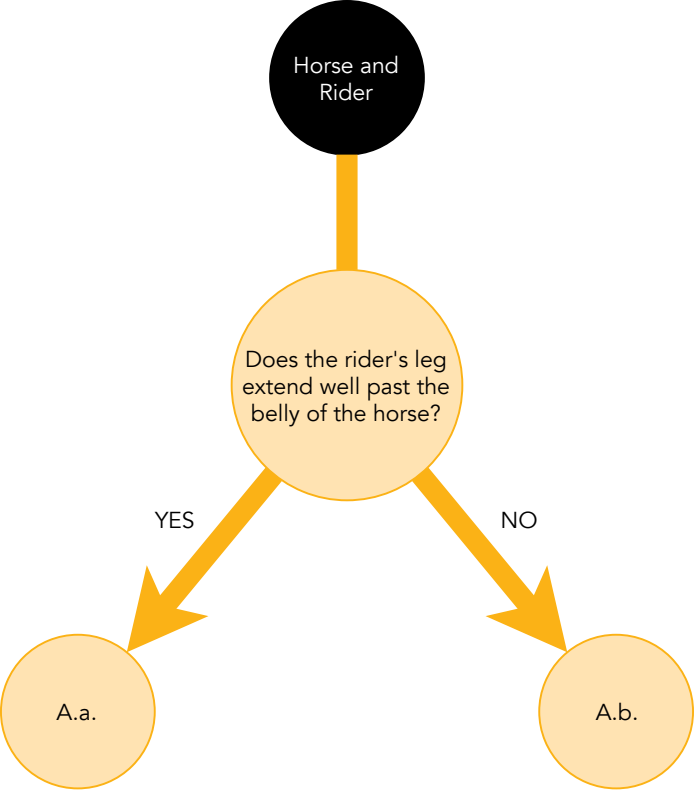 Horse and
Rider
Does the rider's leg
extend well past the
belly of the horse?
YES
NO
A.a.
A.b.